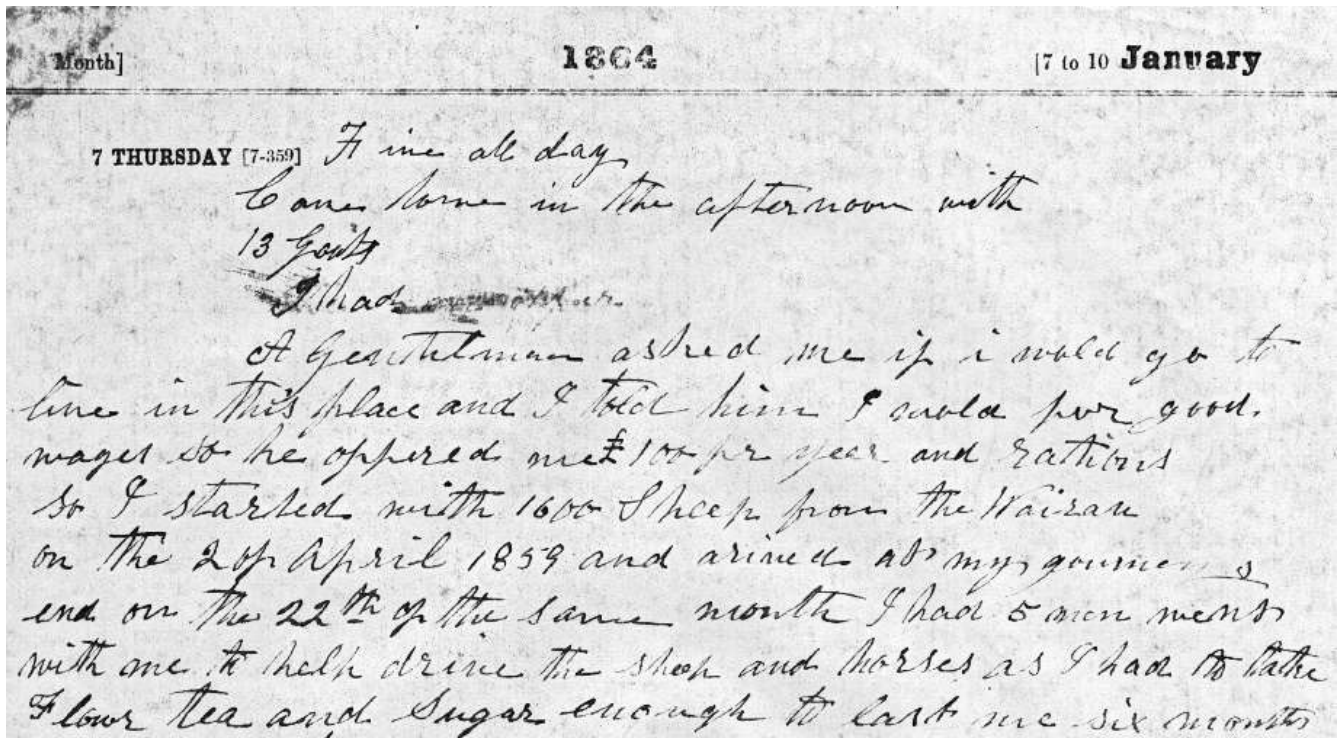 Month] 1864 [7 to 10 January
7 THURSDAY [7-359] Fine all day
Came home in the afternoon with
13 Goats
I had
A Gentelman asked me if i wold go to
live in this place and I told him I wold for good
wages so he offered me £100 pr year and rations
so I started with 1600 Sheep from the Wairau
on the 2 of April 1859 and arived at my journeys
end on the 22th of the same month I had 5 men went
with me to help drive the sheep and horses as I had to take
Flour tea and Sugar enough to last me six months